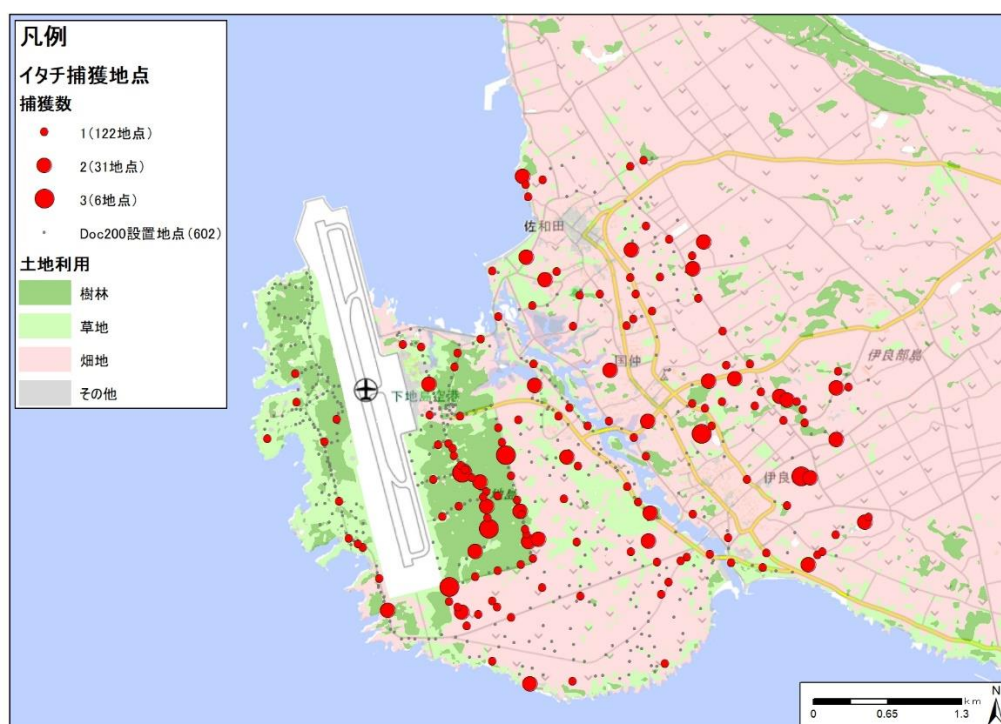 凡例
イタチ捕獲地点
捕獲数
1(122地点)
2(31地点)
3(6地点)
Doc200設置地点(602)
土地利用
樹林
草地
畑地
その他
佐和田
国仲
伊良部島
下地島空港
伊良
N
km
0 0.65 1.3